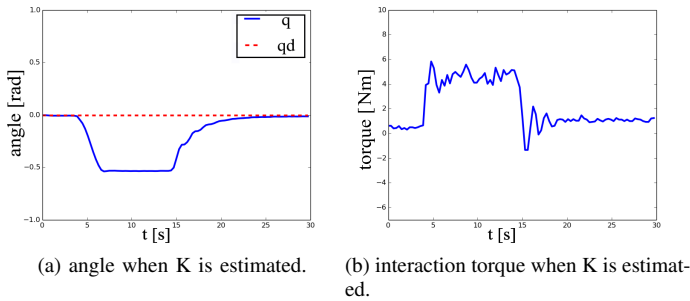 1.0
0.5
0.0
−0.5
−1.0
angle [rad]
q
qd
0 5 10 15 20 25 30
t [s]
10
8
6
4
2
0
−2
−4
−6
torque [Nm]
0 5 10 15 20 25 30
t [s]
(a) angle when K is estimated.
(b) interaction torque when K is estimat-
ed.